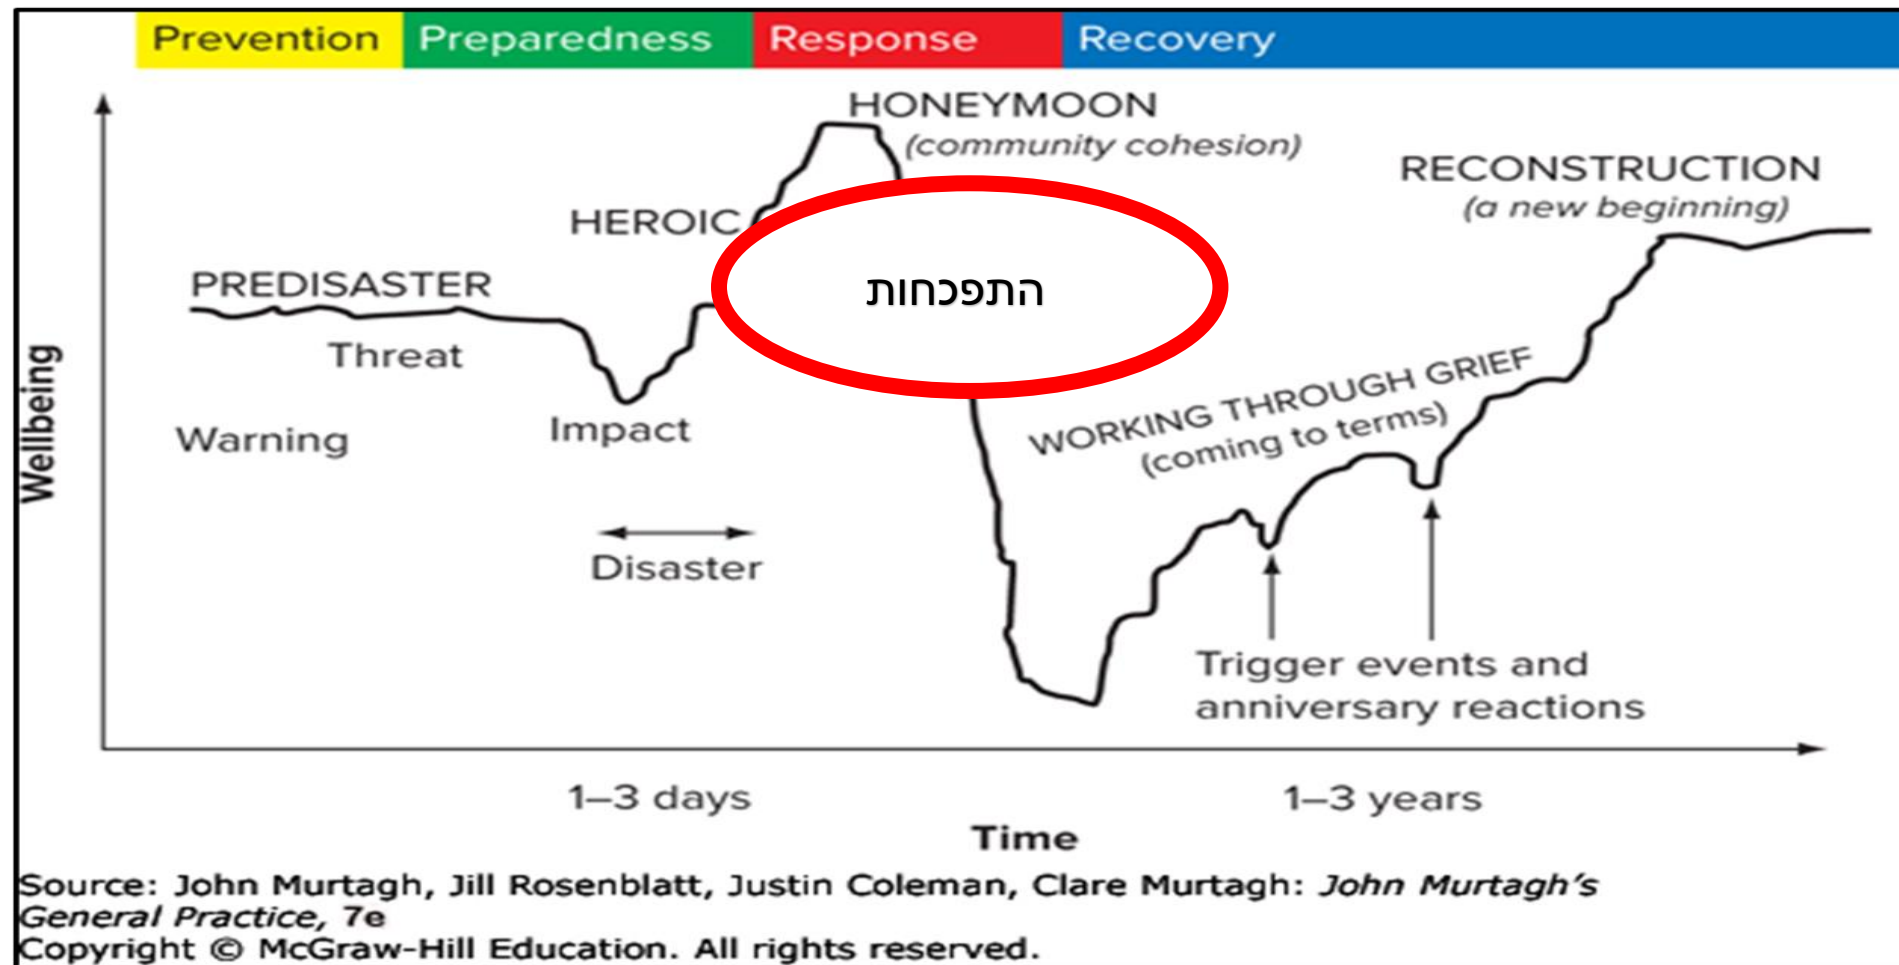 Prevention Preparedness Response Recovery
HONEYMOON
(community cohesion)
RECONSTRUCTION
(a new beginning)
HEROIC
PREDISASTER
התפכחות
Threat
Warning
Impact
WORKING THROUGH GRIEF
(coming to terms)
Wellbeing
Disaster
Trigger events and
anniversary reactions
1–3 days
1–3 years
Time
Source: John Murtagh, Jill Rosenblatt, Justin Coleman, Clare Murtagh: John Murtagh’s
General Practice, 7e
Copyright © McGraw-Hill Education. All rights reserved.